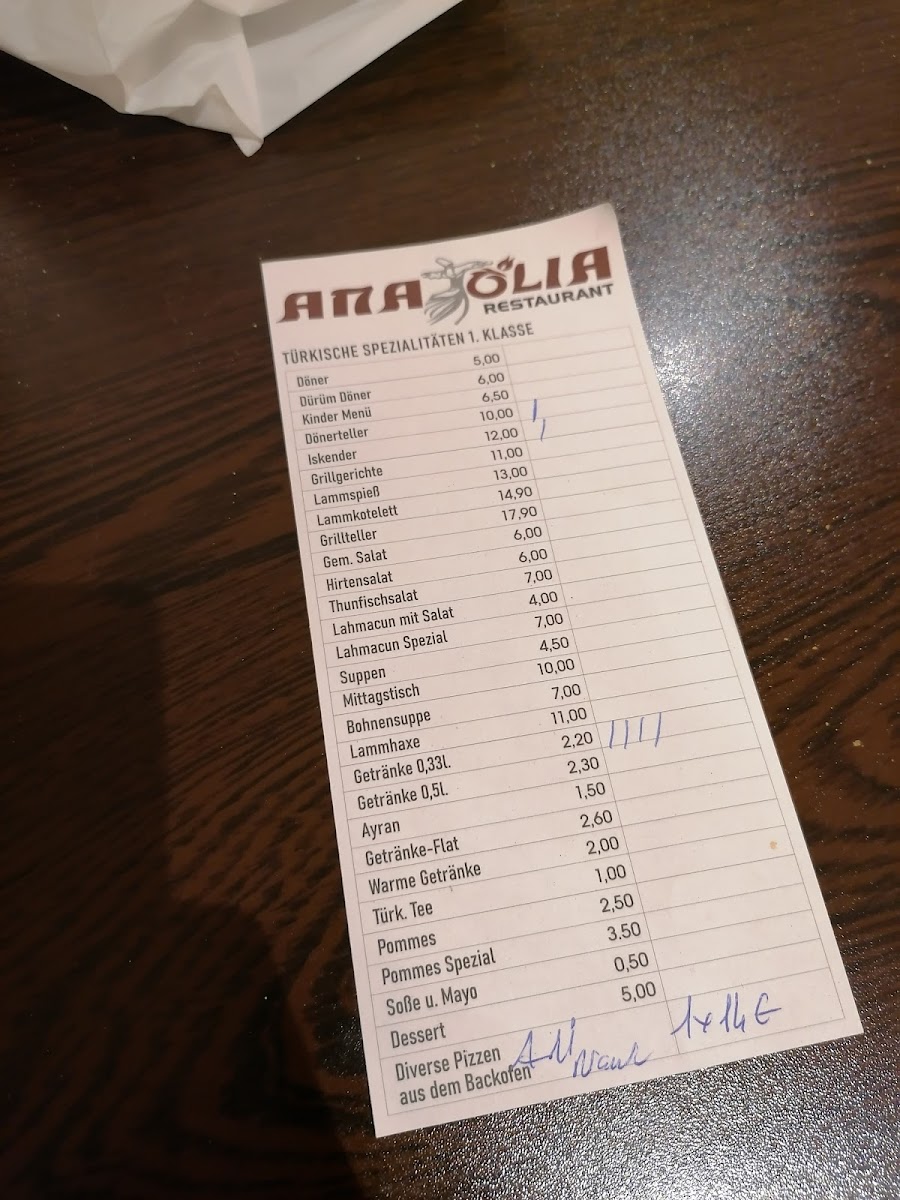 ANATOLIA
RESTAURANT
TÜRKISCHE SPEZIALITÄTEN 1. KLASSE
Döner 5,00
Dürüm Döner 6,00
Kinder Menü 6,50
Dönerteller 10,00
Iskender 12,00
Grillgerichte 11,00
Lammspieß 13,00
Lammkotelett 14,90
Grillteller 17,90
Gem. Salat 6,00
Hirtensalat 6,00
Thunfischsalat 7,00
Lahmacun mit Salat 4,00
Lahmacun Spezial 7,00
Suppen 4,50
Mittagstisch 10,00
Bohnensuppe 7,00
Lammhaxe 11,00
Getränke 0,33l. 2,20 ||||
Getränke 0,5l. 2,30
Ayran 1,50
Getränke-Flat 2,60
Warme Getränke 2,00
Türk. Tee 1,00
Pommes 2,50
Pommes Spezial 3.50
Soße u. Mayo 0,50
Dessert 5,00
Diverse Pizzen 1x14€
aus dem Backofen